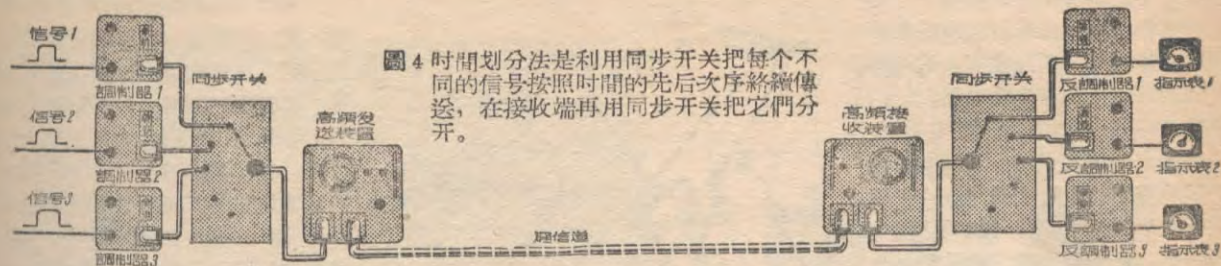 信号1
調制器1
信号2
調制器2
信号3
調制器3
同步开关
高頻发
送装置
圖4 时間划分法是利用同步开关把每个不
同的信号按照时間的先后次序終續傳
送，在接收端再用同步开关把它們分
开。
高頻接
收装置
同步开关
反調制器1
指示表1
反調制器2
指示表2
反調制器3
指示表3